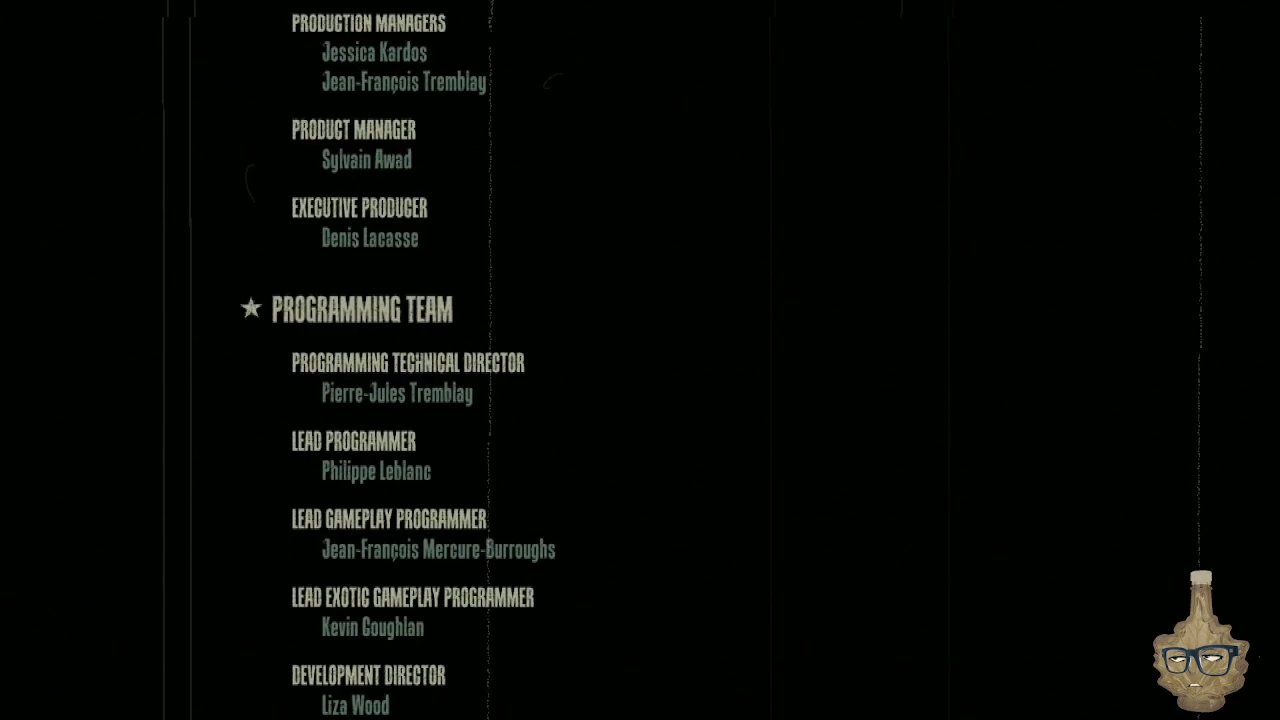 PRODUCTION MANAGERS
Jessica Kardos
Jean-François Tremblay
PRODUCT MANAGER
Sylvain Awad
EXECUTIVE PRODUCER
Denis Lacasse
★ PROGRAMMING TEAM
PROGRAMMING TECHNICAL DIRECTOR
Pierre-Jules Tremblay
LEAD PROGRAMMER
Philippe Leblanc
LEAD GAMEPLAY PROGRAMMER
Jean-François Mercure-Burroughs
LEAD EXOTIC GAMEPLAY PROGRAMMER
Kevin Coughlan
DEVELOPMENT DIRECTOR
Liza Wood